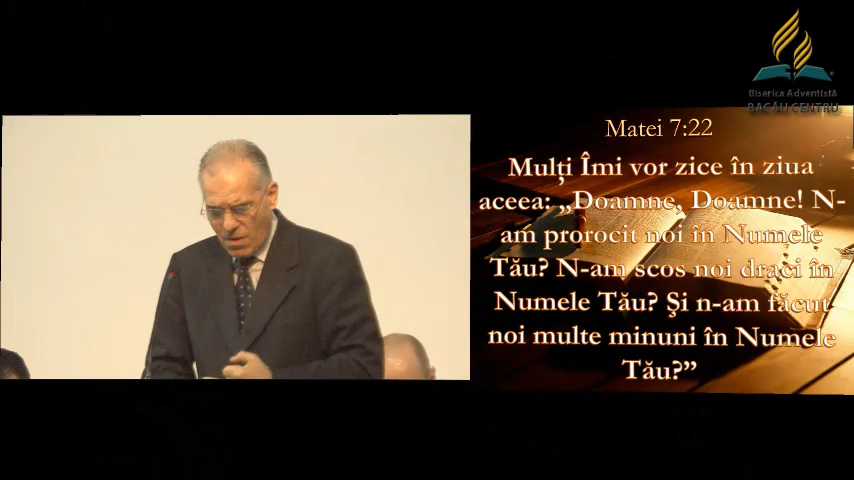 Biserica Adventistă
BACĂU CENTRU
Matei 7:22
Mulți Îmi vor zice în ziua
aceea: „Doamne, Doamne! N-
am prorocit noi în Numele
Tău? N-am scos noi draci în
Numele Tău? Şi n-am făcut
noi multe minuni în Numele
Tău?”